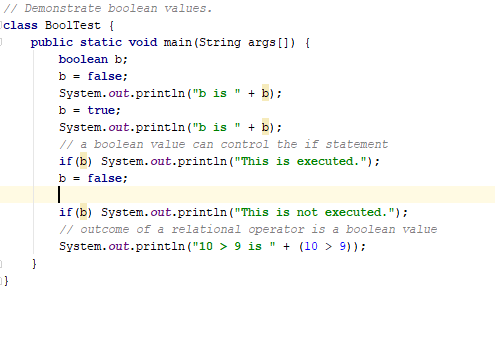 // Demonstrate boolean values.
class BoolTest {
    public static void main(String args[]) {
        boolean b;
        b = false;
        System.out.println("b is " + b);
        b = true;
        System.out.println("b is " + b);
        // a boolean value can control the if statement
        if(b) System.out.println("This is executed.");
        b = false;
        if(b) System.out.println("This is not executed.");
        // outcome of a relational operator is a boolean value
        System.out.println("10 > 9 is " + (10 > 9));
    }
}